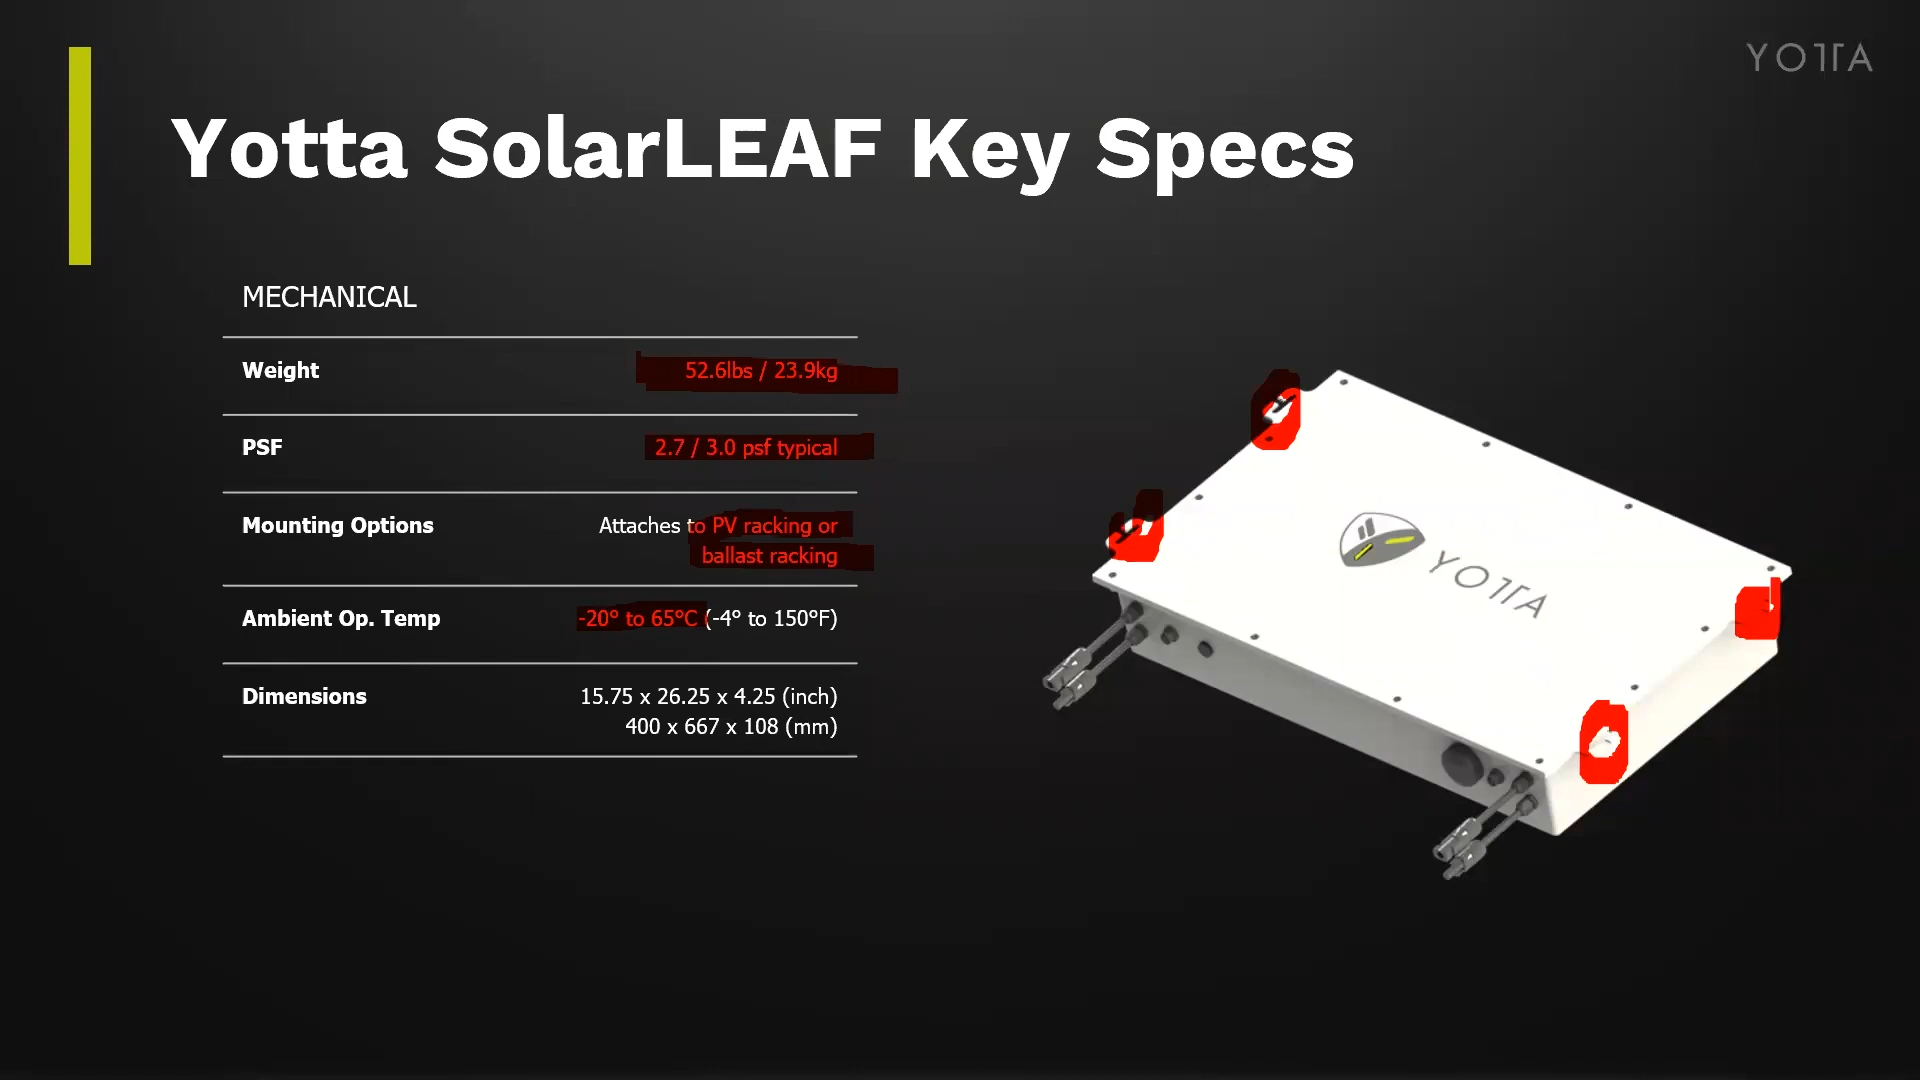 YOTTA
Yotta SolarLEAF Key Specs
MECHANICAL
Weight 52.6lbs / 23.9kg
PSF 2.7 / 3.0 psf typical
Mounting Options Attaches to PV racking or
ballast racking
Ambient Op. Temp -20° to 65°C (-4° to 150°F)
Dimensions 15.75 x 26.25 x 4.25 (inch)
400 x 667 x 108 (mm)
YOTTA